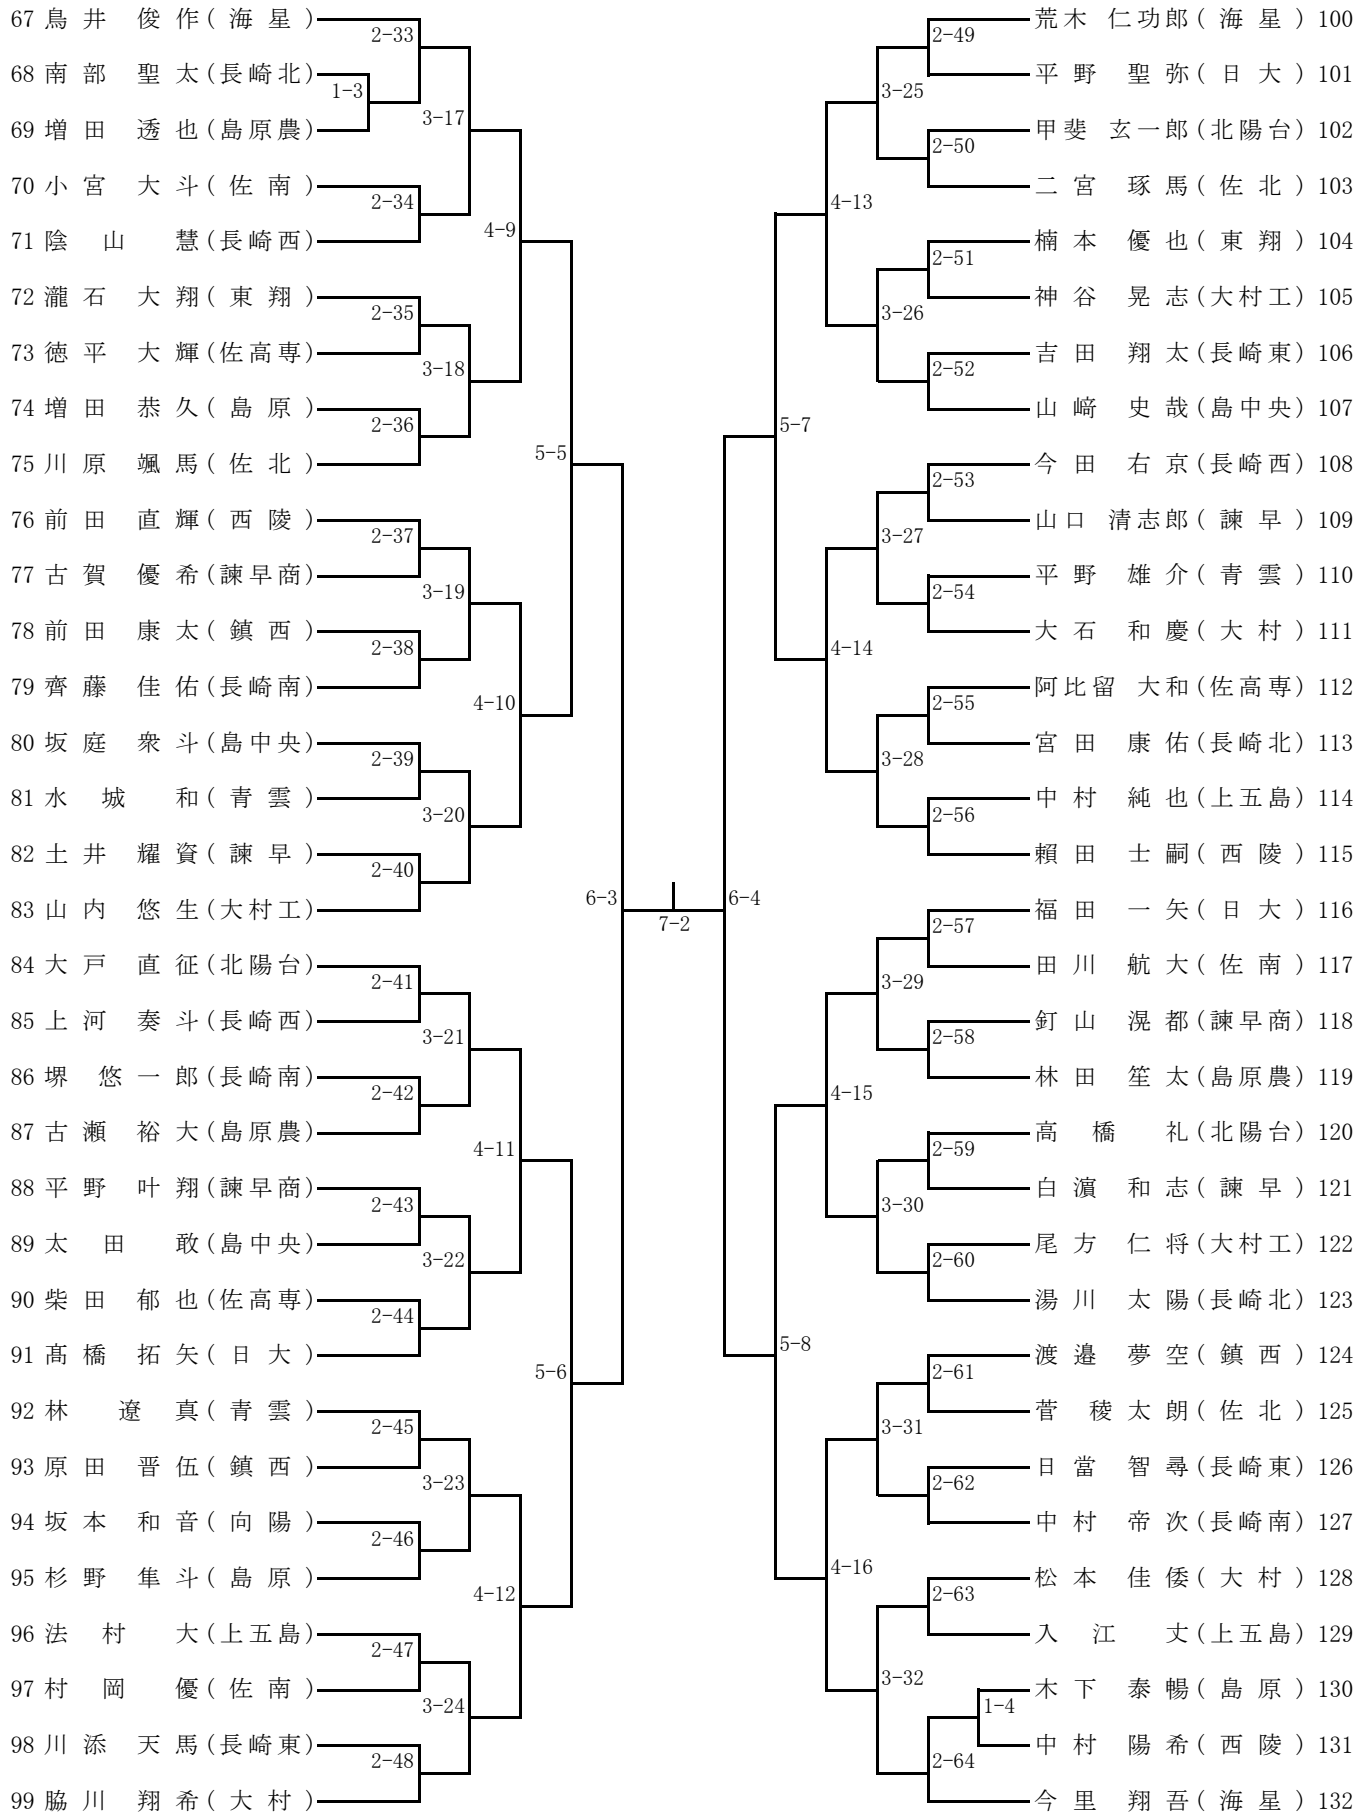 67 鳥井 俊作(海星)
68 南部 聖太(長崎北)
69 増田 透也(島原農)
70 小宮 大斗(佐南)
71 陰山 慧(長崎西)
72 瀧石 大翔(東翔)
73 徳平 大輝(佐高専)
74 増田 恭久(島原)
75 川原 颯馬(佐北)
76 前田 直輝(西陵)
77 古賀 優希(諫早商)
78 前田 康太(鎮西)
79 齊藤 佳佑(長崎南)
80 坂庭 衆斗(島中央)
81 水城 和(青雲)
82 土井 耀資(諫早)
83 山内 悠生(大村工)
84 大戸 直征(北陽台)
85 上河 奏斗(長崎西)
86 堺 悠一郎(長崎南)
87 古瀬 裕大(島原農)
88 平野 叶翔(諫早商)
89 太田 敢(島中央)
90 柴田 郁也(佐高専)
91 髙橋 拓矢(日大)
92 林 遼真(青雲)
93 原田 晋伍(鎮西)
94 坂本 和音(向陽)
95 杉野 隼斗(島原)
96 法村 大(上五島)
97 村岡 優(佐南)
98 川添 天馬(長崎東)
99 脇川 翔希(大村)
2-33
1-3
3-17
2-34
4-9
2-35
3-18
2-36
5-5
2-37
3-19
2-38
4-10
2-39
3-20
2-40
6-3
2-41
3-21
2-42
4-11
2-43
3-22
2-44
5-6
2-45
3-23
2-46
4-12
2-47
3-24
2-48
7-2
2-49
3-25
2-50
4-13
2-51
3-26
2-52
5-7
2-53
3-27
2-54
4-14
2-55
3-28
2-56
6-4
2-57
3-29
2-58
4-15
2-59
3-30
2-60
5-8
2-61
3-31
2-62
4-16
2-63
3-32
1-4
2-64
荒木 仁功郎(海星) 100
平野 聖弥(日大) 101
甲斐 玄一郎(北陽台) 102
二宮 琢馬(佐北) 103
楠本 優也(東翔) 104
神谷 晃志(大村工) 105
吉田 翔太(長崎東) 106
山﨑 史哉(島中央) 107
今田 右京(長崎西) 108
山口 清志郎(諫早) 109
平野 雄介(青雲) 110
大石 和慶(大村) 111
阿比留 大和(佐高専) 112
宮田 康佑(長崎北) 113
中村 純也(上五島) 114
賴田 士嗣(西陵) 115
福田 一矢(日大) 116
田川 航大(佐南) 117
釘山 滉都(諫早商) 118
林田 笙太(島原農) 119
高橋 礼(北陽台) 120
白濵 和志(諫早) 121
尾方 仁将(大村工) 122
湯川 太陽(長崎北) 123
渡邉 夢空(鎮西) 124
菅 稜太朗(佐北) 125
日當 智尋(長崎東) 126
中村 帝次(長崎南) 127
松本 佳倭(大村) 128
入江 丈(上五島) 129
木下 泰暢(島原) 130
中村 陽希(西陵) 131
今里 翔吾(海星) 132